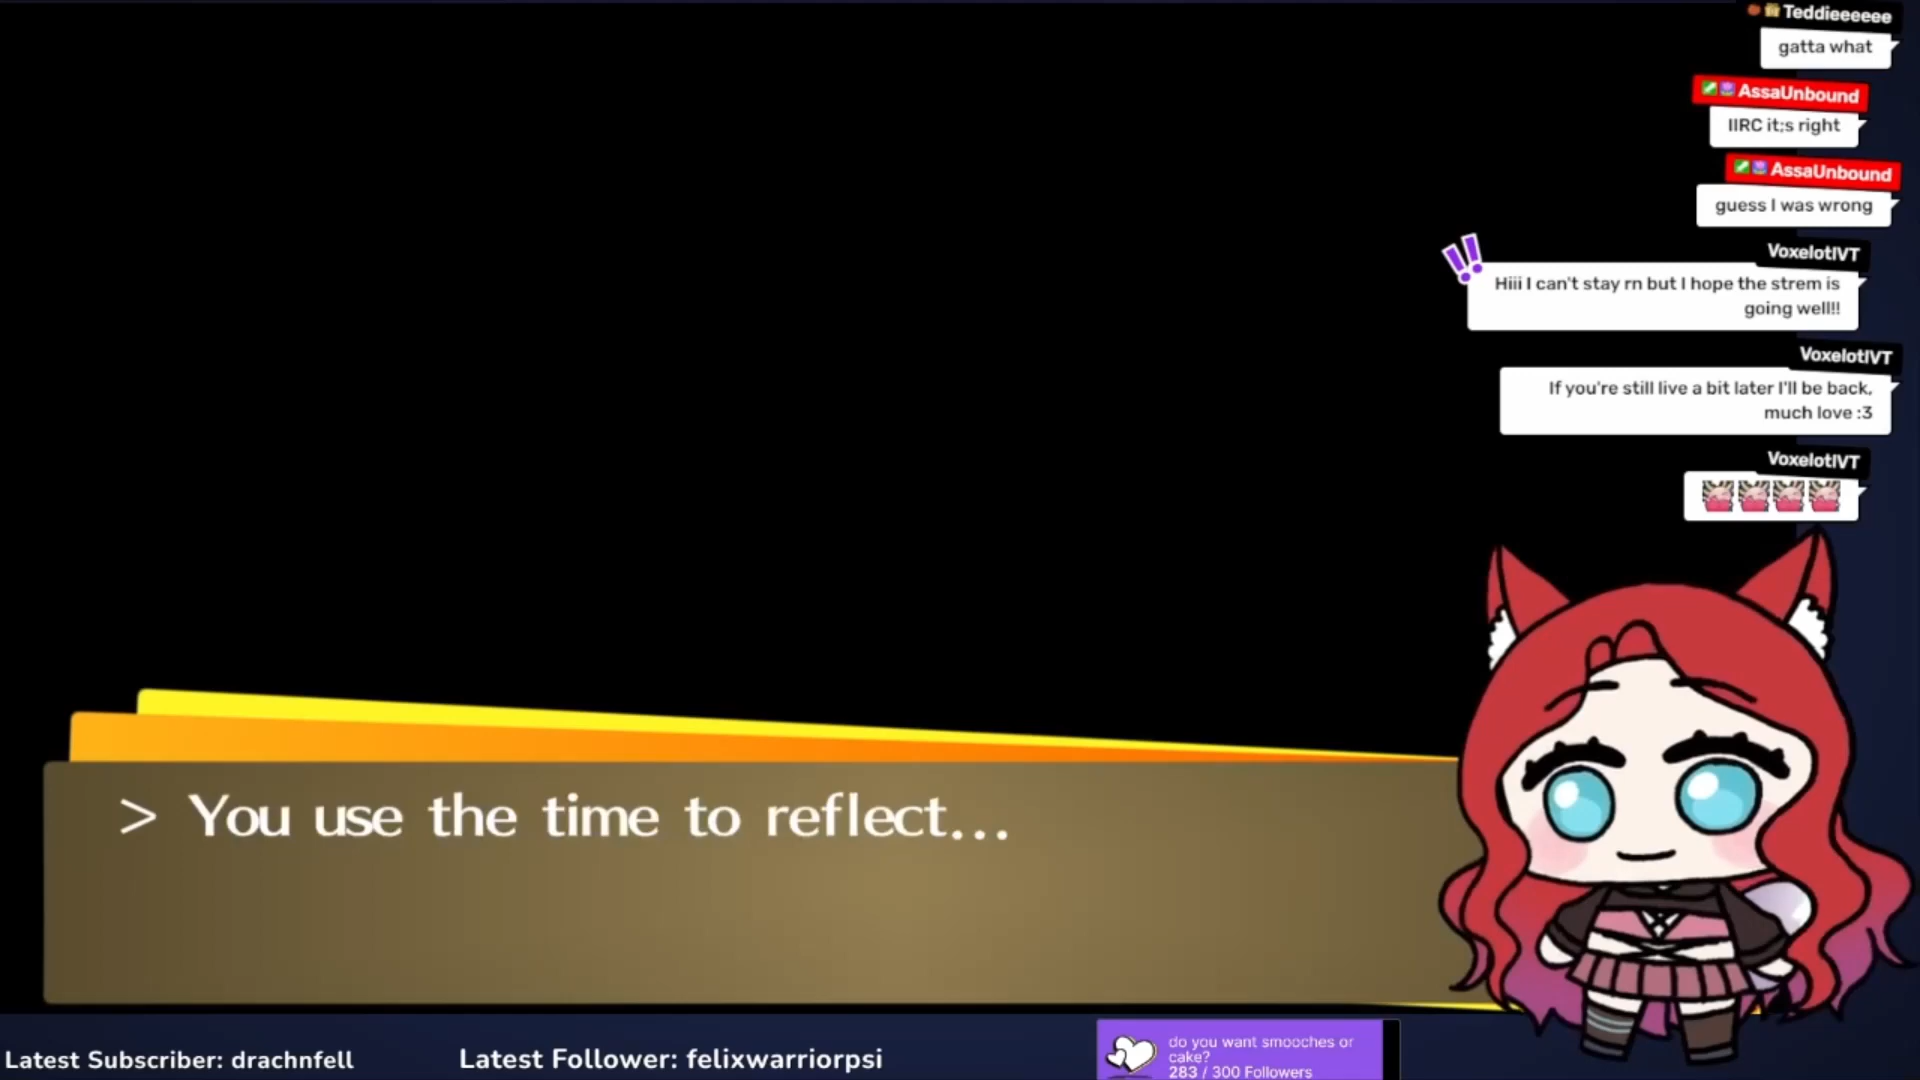 Teddieeeeee
gatta what
AssaUnbound
IIRC it;s right
AssaUnbound
guess I was wrong
VoxelotlVT
Hiii I can't stay rn but I hope the strem is
going well!!
VoxelotlVT
If you're still live a bit later I'll be back,
much love :3
VoxelotlVT
> You use the time to reflect...
Latest Subscriber: drachnfell
Latest Follower: felixwarriorpsi
do you want smooches or
cake?
283 / 300 Followers